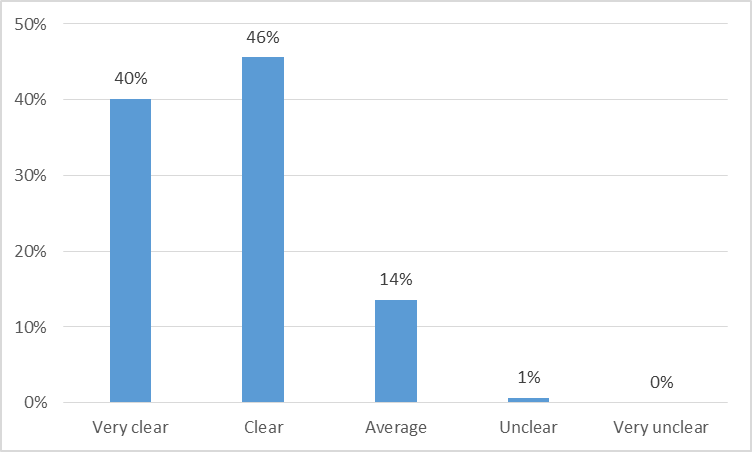 50%
40%
30%
20%
10%
0%
40%
46%
14%
1%
0%
Very clear
Clear
Average
Unclear
Very unclear